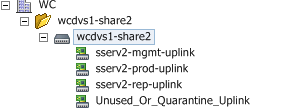 WC
wcdvs1-share2
wcdvs1-share2
sserv2-mgmt-uplink
sserv2-prod-uplink
sserv2-rep-uplink
Unused_Or_Quarantine_Uplink